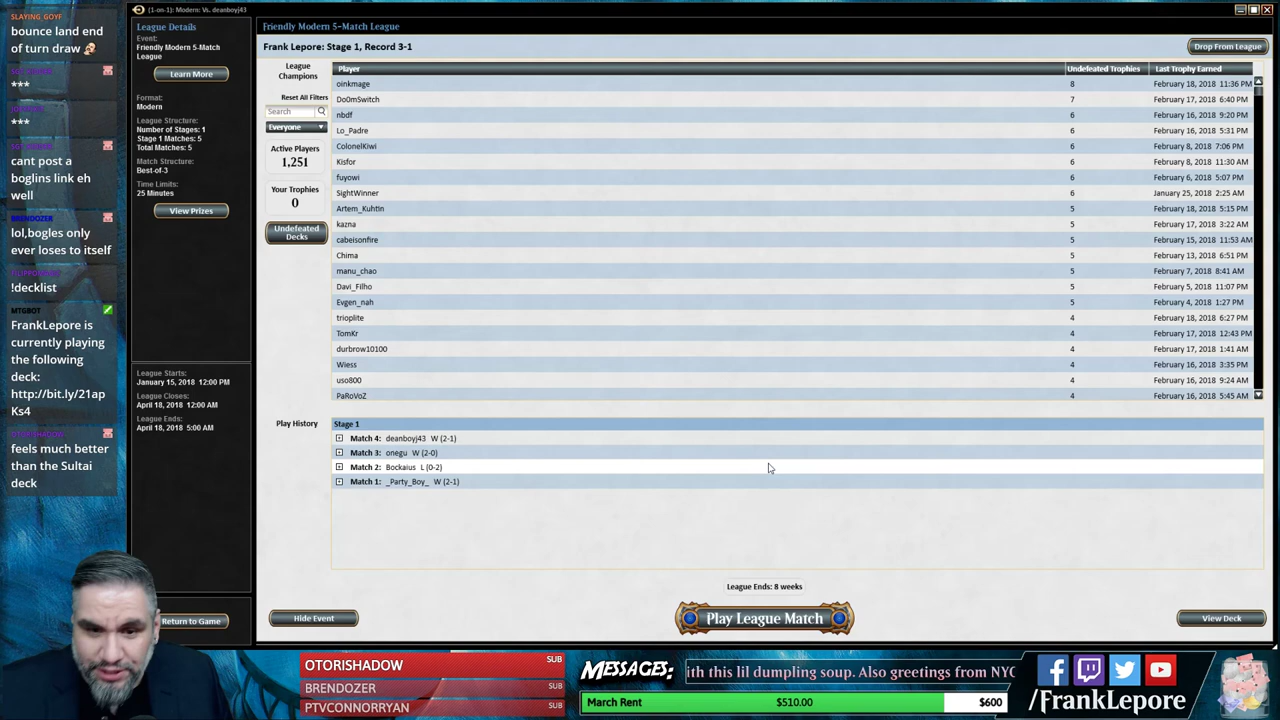 SLAYING_GOYF
bounce land end
of turn draw
***
***
cant post a
boglins link eh
well
BRENDOZER
lol,bogles only
ever loses to itself
!decklist
MTGBOT
FrankLepore is
currently playing the
following
deck:
http://bit.ly/21ap
Ks4
OTORISHADOW
feels much better
than the Sultai
deck
(1-on-1): Modern: Vs. deanboyj43
League Details
Event:
Friendly Modern 5-Match
League
Learn More
Format:
Modern
League Structure:
Number of Stages: 1
Stage 1 Matches: 5
Total Matches: 5
Match Structure:
Best-of-3
Time Limits:
25 Minutes
View Prizes
League Starts:
January 15, 2018 12:00 PM
League Closes:
April 18, 2018 12:00 AM
League Ends:
April 18, 2018 5:00 AM
Return to Game
Friendly Modern 5-Match League
Frank Lepore: Stage 1, Record 3-1
Drop From League
League
Champions
Reset All Filters
Search
Everyone
Active Players
1,251
Your Trophies
0
Undefeated
Decks
Player Undefeated Trophies Last Trophy Earned
oinkmage 8 February 18, 2018 11:36 PM
Do0mSwitch 7 February 17, 2018 6:40 PM
nbdf 6 February 16, 2018 9:20 PM
Lo_Padre 6 February 16, 2018 5:31 PM
ColonelKiwi 6 February 8, 2018 7:06 PM
Kisfor 6 February 8, 2018 11:30 AM
fuyowi 6 February 6, 2018 5:07 PM
SightWinner 6 January 25, 2018 2:25 AM
Artem_Kuhtin 5 February 18, 2018 5:15 PM
kazna 5 February 17, 2018 3:22 AM
cabeisonfire 5 February 15, 2018 11:53 AM
Chima 5 February 13, 2018 6:51 PM
manu_chao 5 February 7, 2018 8:41 AM
Davi_Filho 5 February 5, 2018 11:07 PM
Evgen_nah 5 February 4, 2018 1:27 PM
trioplite 4 February 18, 2018 6:27 PM
TomKr 4 February 17, 2018 12:43 PM
durbrow10100 4 February 17, 2018 1:41 AM
Wiess 4 February 16, 2018 3:35 PM
uso800 4 February 16, 2018 9:24 AM
PaRoVoZ 4 February 16, 2018 5:45 AM
Play History
Stage 1
Match 4: deanboyj43 W (2-1)
Match 3: onegu W (2-0)
Match 2: Bockaius L (0-2)
Match 1: _Party_Boy_ W (2-1)
League Ends: 8 weeks
Hide Event
Play League Match
View Deck
OTORISHADOW SUB
BRENDOZER SUB
PTVCONNORRYAN SUB
MESSAGES:
ith this lil dumpling soup. Also greetings from NYC
March Rent $510.00 $600
/FrankLepore